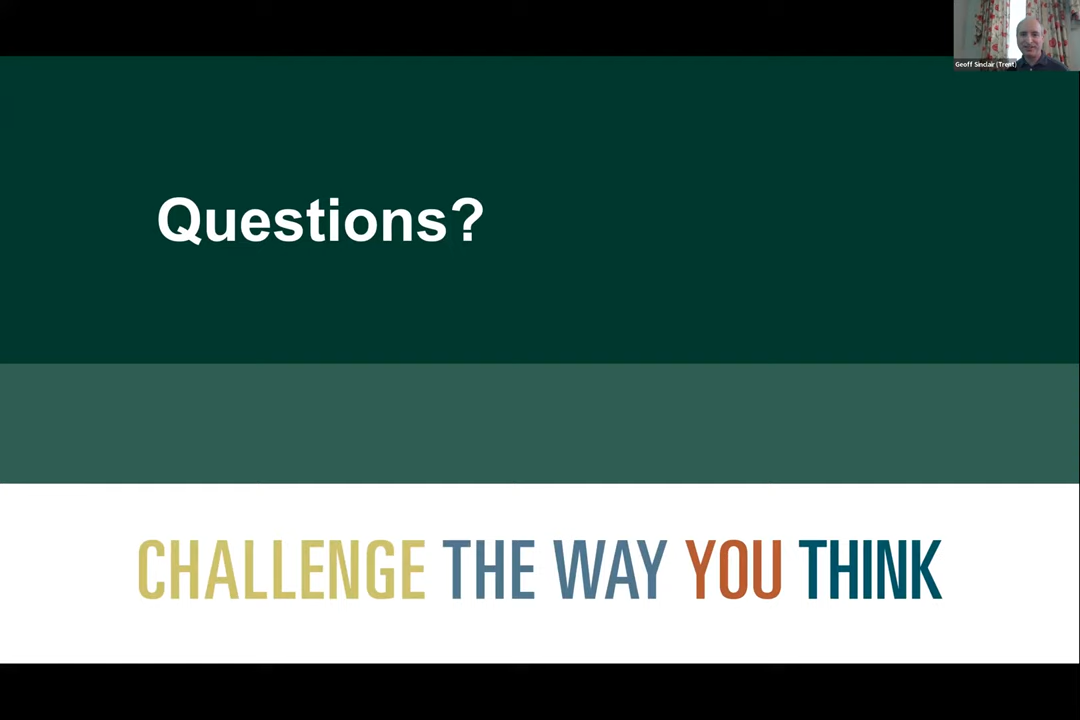 Geoff Sinclair (Trent)
Questions?
CHALLENGE THE WAY YOU THINK